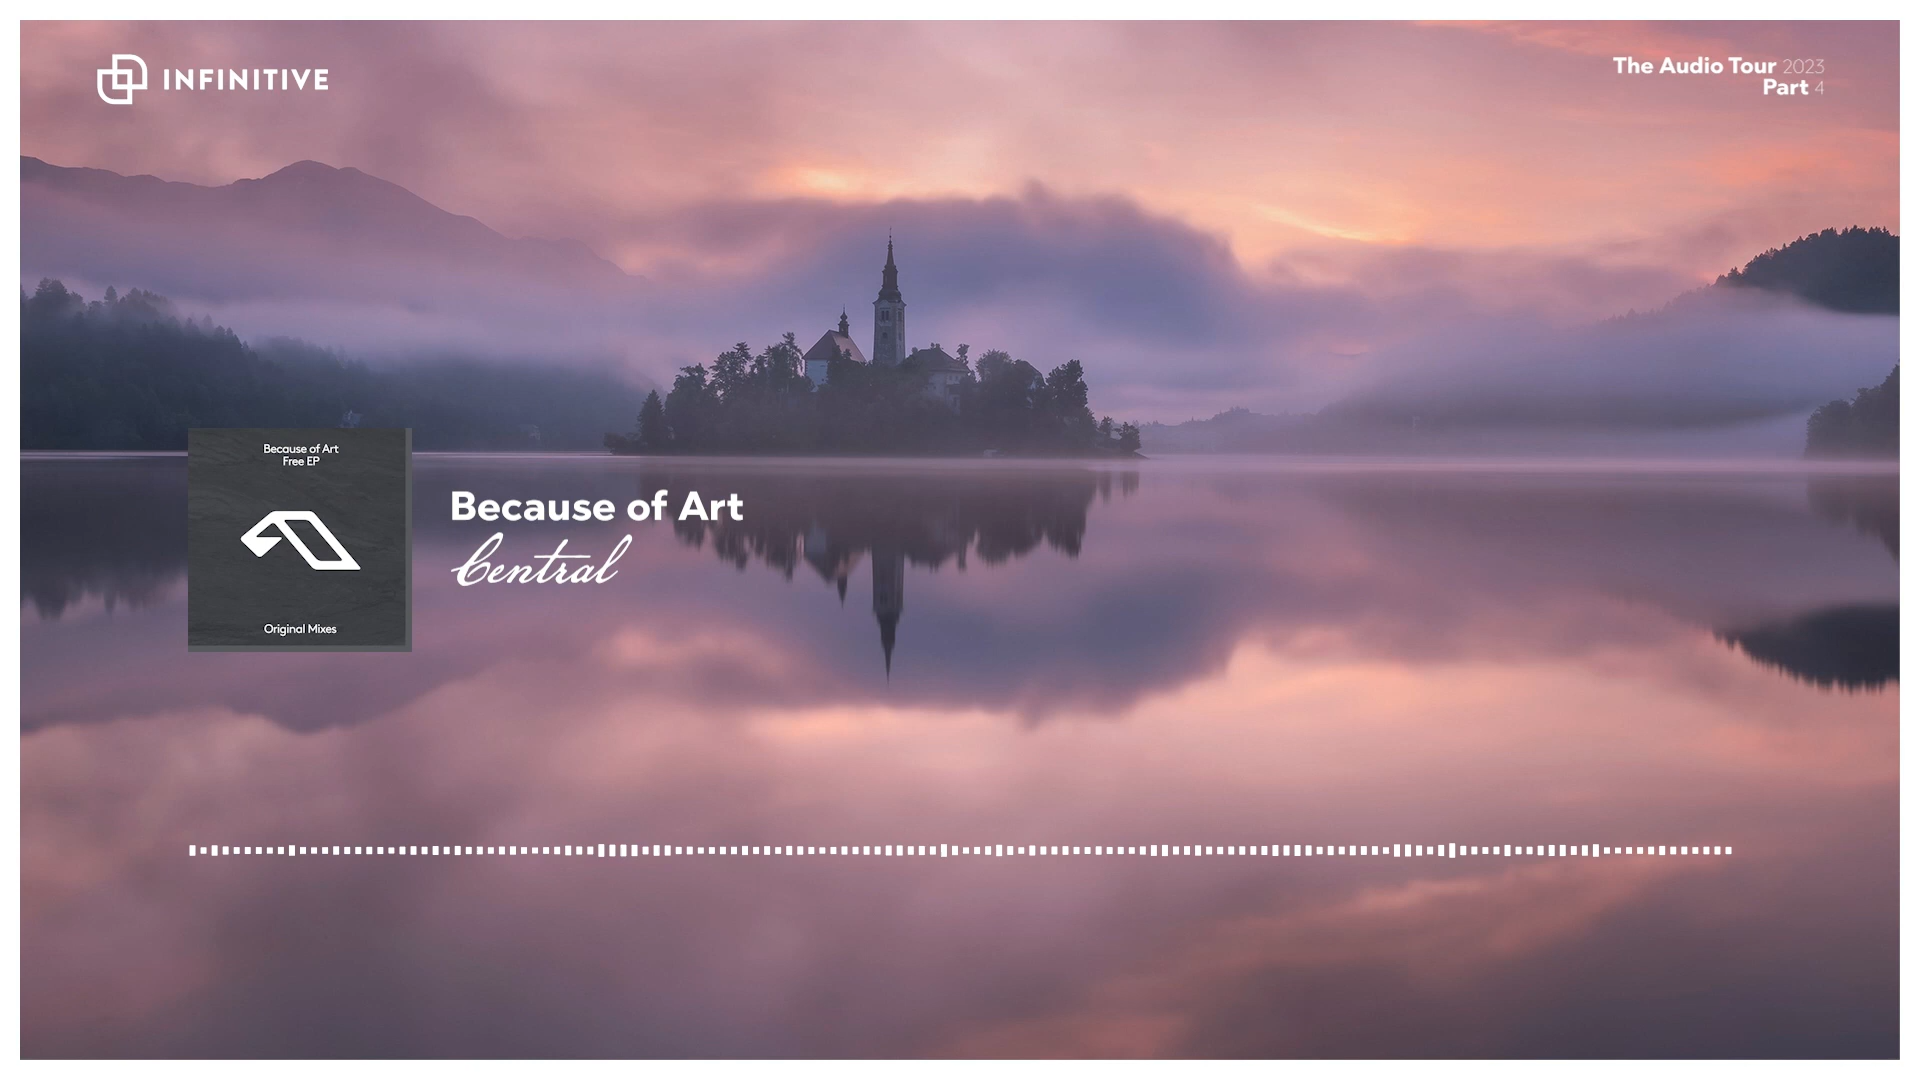 INFINITIVE
The Audio Tour 2023
Part 4
Because of Art
Free EP
Original Mixes
Because of Art
Central